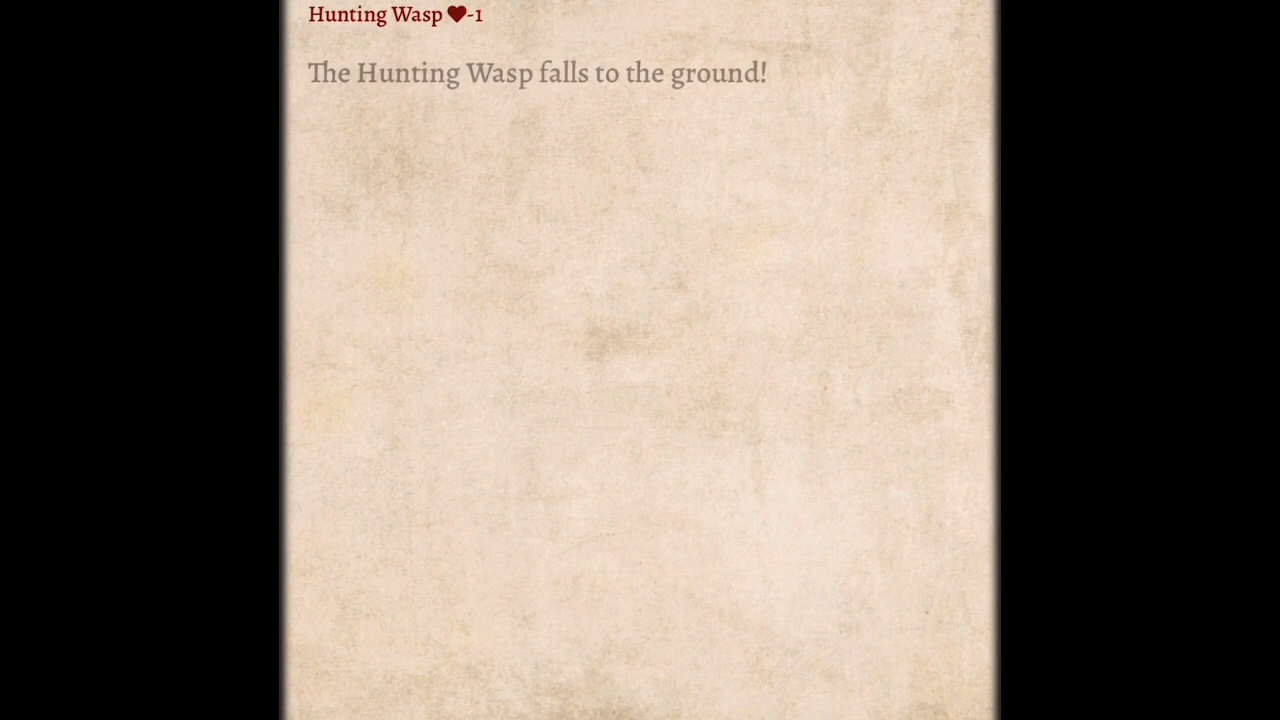 Hunting Wasp ♥-1
The Hunting Wasp falls to the ground!